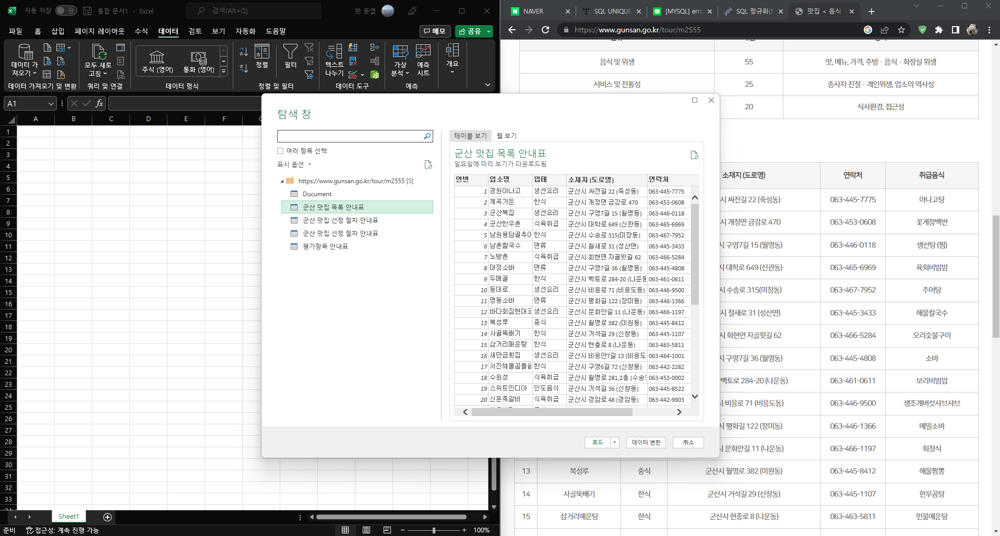 자동 저장 끔 통합 문서1 - Excel 검색(Alt+Q) 한 동엽
파일 홈 삽입 페이지 레이아웃 수식 데이터 검토 보기 자동화 도움말 메모 공유
데이터 가져오기 모두 새로 고침 주식 (영어) 통화 (영어) 정렬 필터 텍스트 나누기 가상 분석 예측 시트 개요
데이터 가져오기 및 변환 쿼리 및 연결 데이터 형식 정렬 및 필터 데이터 도구 예측
A1 fx
A B C D E F
1
2
3
4
5
6
7
8
9
10
11
12
13
14
15
16
17
18
19
20
21
22
23
24
25
26
27
28
29
30
31
32
33
Sheet1
준비 접근성: 계속 진행 가능 100%
탐색 창
여러 항목 선택
표시 옵션
https://www.gunsan.go.kr/tour/m2555 [5]
Document
군산 맛집 목록 안내표
군산 맛집 선정 절차 안내표
군산 맛집 선정 절차 안내표
평가항목 안내표
테이블 보기 웹 보기
군산 맛집 목록 안내표
일요일에 미리 보기가 다운로드됨
연번 업소명 업태 소재지 (도로명) 연락처
1 경원아나고 생선요리 군산시 싸전길 22 (죽성동) 063-445-7775
2 계곡가든 한식 군산시 개정면 금강로 470 063-453-0608
3 군산복집 생선요리 군산시 구영7길 15 (월명동) 063-446-0118
4 군산한우촌 식육취급 군산시 대학로 649 (신관동) 063-465-6969
5 남원용담골추어 한식 군산시 수송로 315(미장동) 063-467-7952
6 남촌칼국수 면류 군산시 철새로 31 (성산면) 063-445-3433
7 노방촌 식육취급 군산시 회현면 자골윗길 62 063-466-5284
8 대정소바 면류 군산시 구영7길 36 (월명동) 063-445-4808
9 두메골 한식 군산시 백토로 284-20 (나운동 063-461-0611
10 등대로 생선요리 군산시 비응로 71 (비응도동) 063-446-9500
11 명동소바 면류 군산시 평화길 122 (장미동) 063-446-1366
12 바다회집현대코 생선요리 군산시 문화안길 11 (나운동) 063-466-1197
13 복성루 중식 군산시 월명로 382 (미원동) 063-445-8412
14 사골뚝배기 한식 군산시 거석길 29 (신창동) 063-445-1107
15 삼거리매운탕 한식 군산시 현충로 8 (나운동) 063-463-5811
16 새만금횟집 생선요리 군산시 비응안7길 13 (비응도 063-464-1001
17 서진해물곱돌솥 한식 군산시 구영6길 72 (신창동) 063-442-2282
18 수원성 식육취급 군산시 월명로 281,2층 (수송동 063-453-0002
19 스위트인디아 인도음식 군산시 거석길 36 (신창동) 063-445-8522
20 신돈쪽갈비 식육취급 군산시 경암로 48 (경암동) 063-442-9903
로드 데이터 변환 취소
NAVER SQL UNIQUE [MYSQL] erro SQL 정규화(N 맛집 < 음식
https://www.gunsan.go.kr/tour/m2555
음식 및 위생 55 맛, 메뉴, 가격, 주방 · 음식 · 화장실 위생
서비스 및 전통성 25 종사자 친절 · 개인위생, 업소의 역사성
20 식사환경, 접근성
소재지 (도로명) 연락처 취급음식
시 싸전길 22 (죽성동) 063-445-7775 아나고탕
시 개정면 금강로 470 063-453-0608 꽃게장백반
시 구영7길 15 (월명동) 063-446-0118 생선탕 (찜)
시 대학로 649 (신관동) 063-465-6969 육회비빔밤
시 수송로 315(미장동) 063-467-7952 추어탕
시 철새로 31 (성산면) 063-445-3433 해물칼국수
시 회현면 자골윗길 62 063-466-5284 오리숯불구이
시 구영7길 36 (월명동) 063-445-4808 소바
백토로 284-20 (나운동) 063-461-0611 보리비빔밥
시 비응로 71 (비응도동) 063-446-9500 생조개버섯샤브샤브
시 평화길 122 (장미동) 063-446-1366 메밀소바
시 문화안길 11 (나운동) 063-466-1197 회정식
13 복성루 중식 군산시 월명로 382 (미원동) 063-445-8412 해물짬뽕
14 사골뚝배기 한식 군산시 거석길 29 (신창동) 063-445-1107 한우곰탕
15 삼거리매운탕 한식 군산시 현충로 8 (나운동) 063-463-5811 민물매운탕